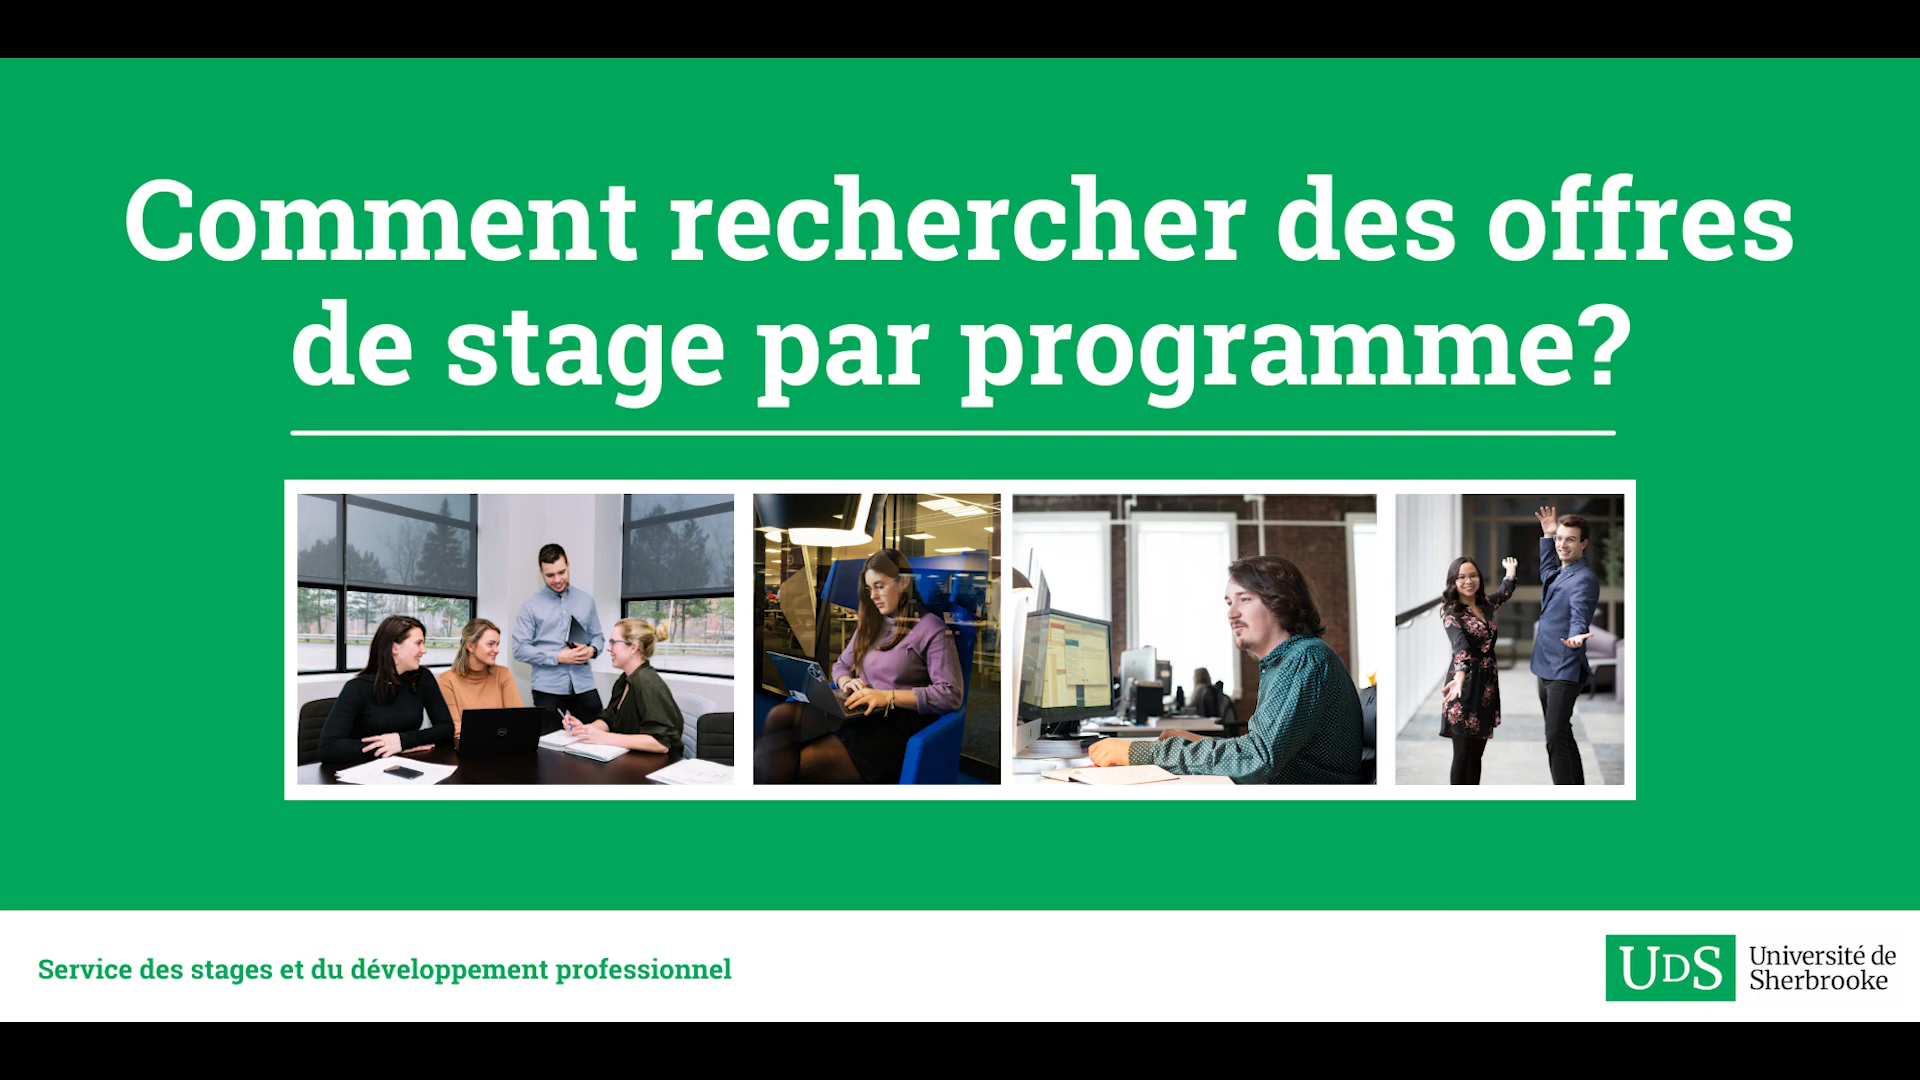 Comment rechercher des offres
de stage par programme?
Service des stages et du développement professionnel
UDS
Université de
Sherbrooke